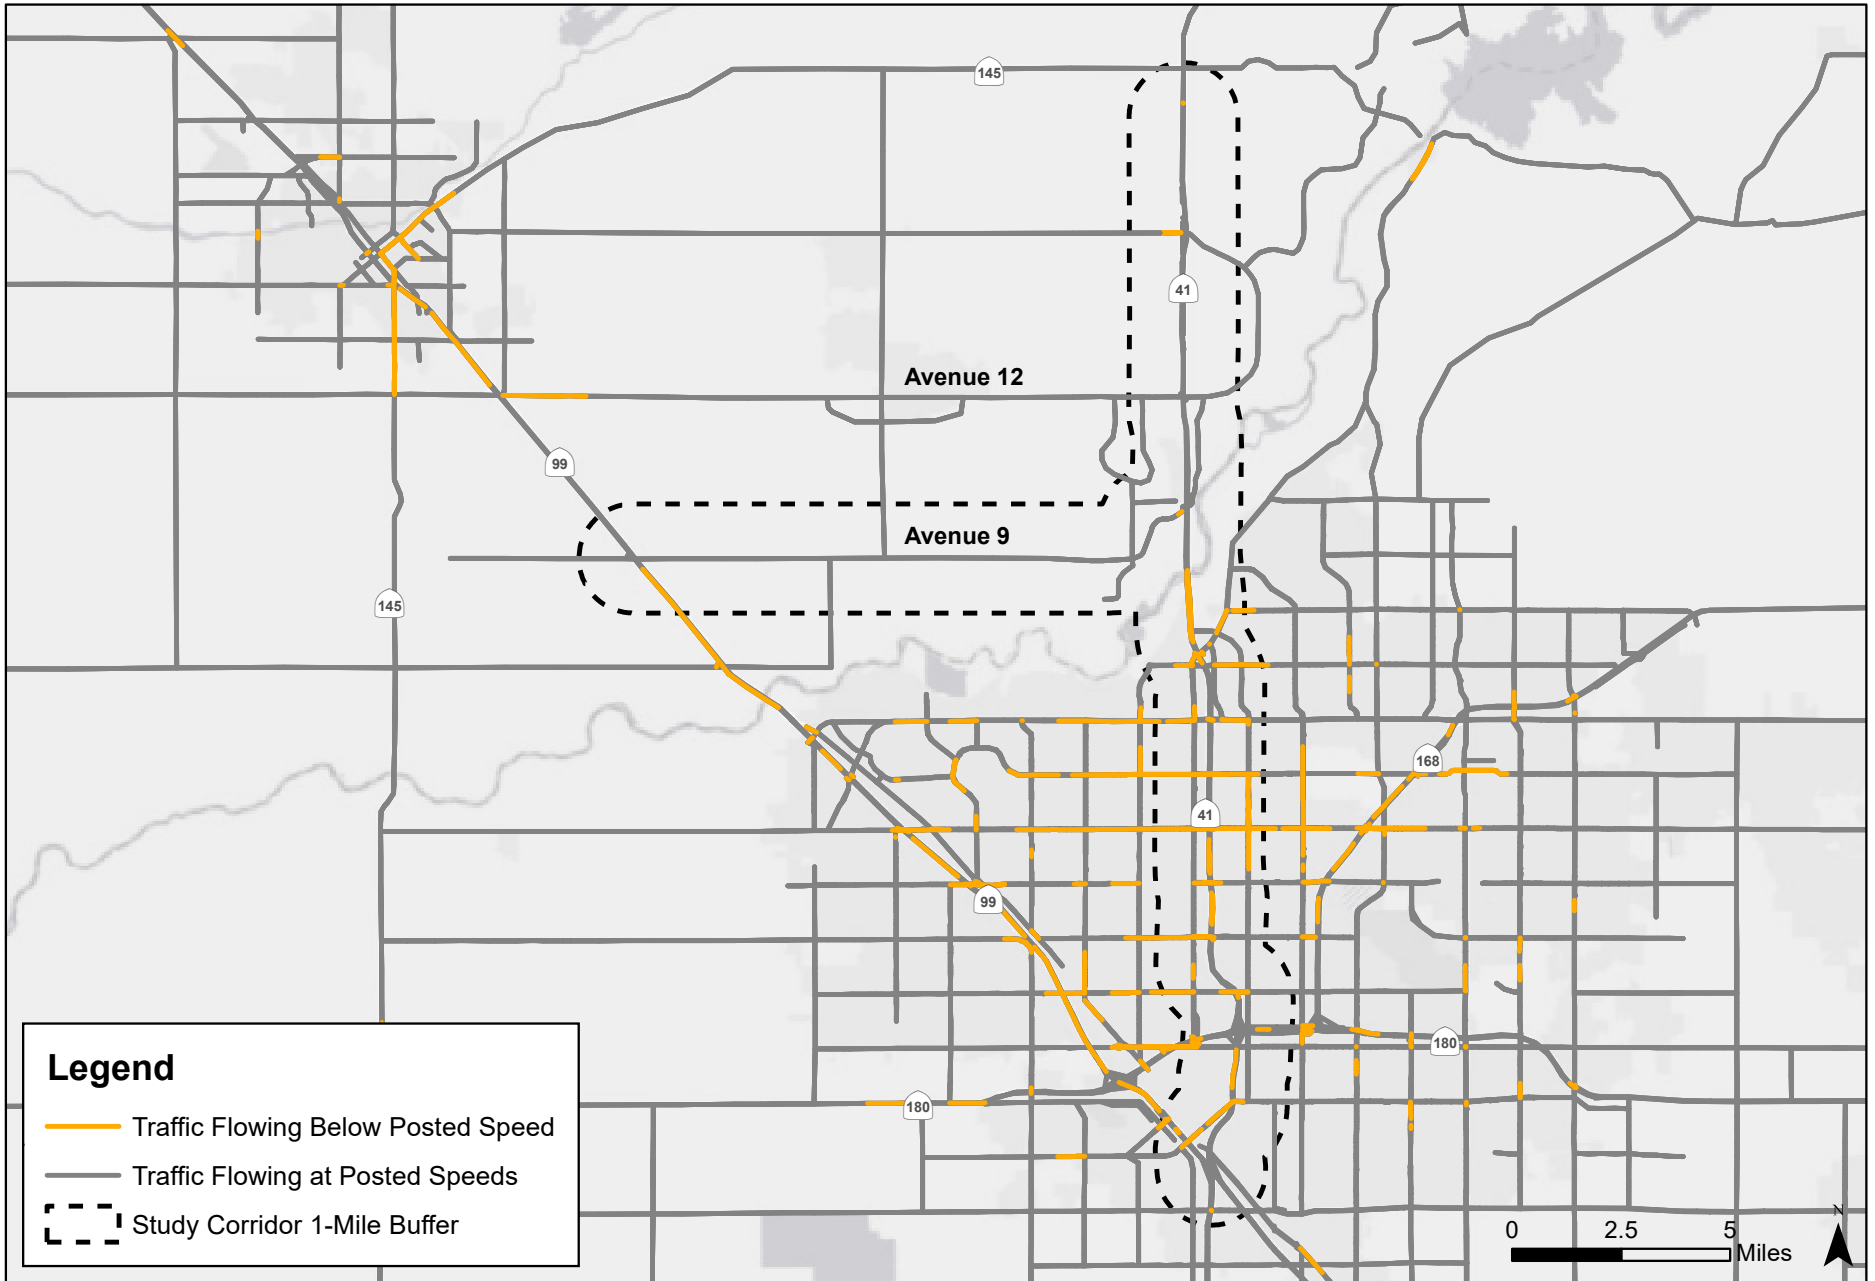 145
41
Avenue 12
99
Avenue 9
145
168
41
99
180
180
Legend
Traffic Flowing Below Posted Speed
Traffic Flowing at Posted Speeds
Study Corridor 1-Mile Buffer
0 2.5 5
Miles
N